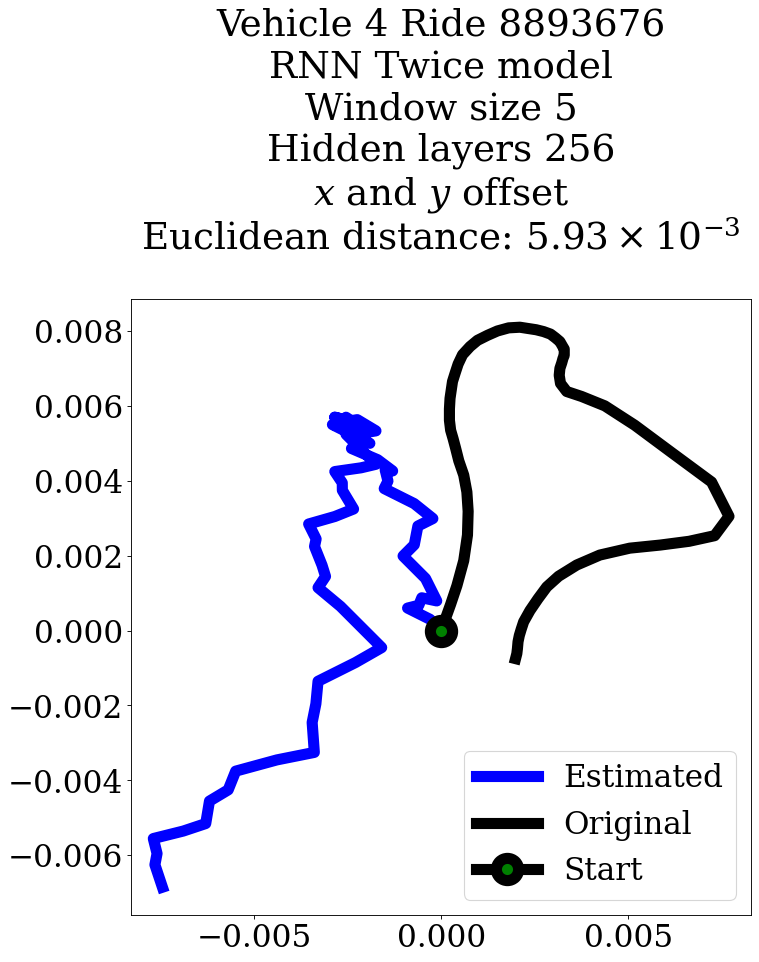 Vehicle 4 Ride 8893676
RNN Twice model
Window size 5
Hidden layers 256
x and y offset
Euclidean distance: 5.93 × 10⁻³
0.008
0.006
0.004
0.002
0.000
−0.002
−0.004
−0.006
Estimated
Original
Start
−0.005 0.000 0.005